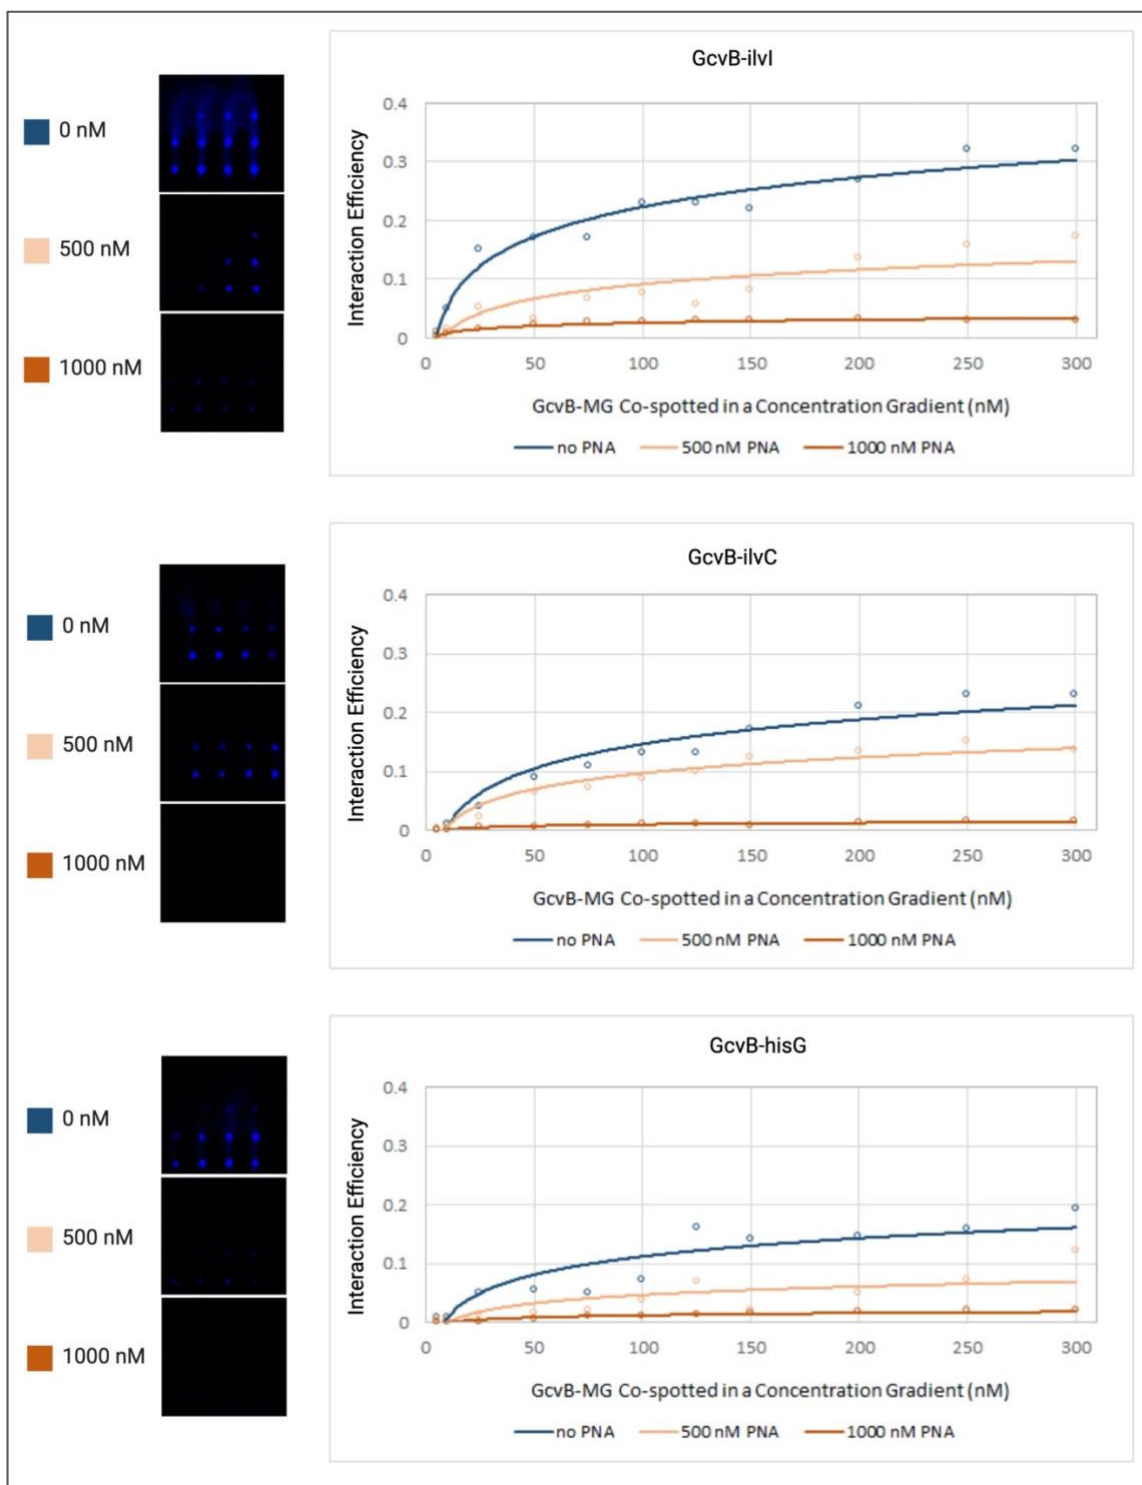 GcvB-ilvI
0 nM
500 nM
1000 nM
Interaction Efficiency
0.4
0.3
0.2
0.1
0
0 50 100 150 200 250 300
GcvB-MG Co-spotted in a Concentration Gradient (nM)
no PNA 500 nM PNA 1000 nM PNA
GcvB-ilvC
0 nM
500 nM
1000 nM
Interaction Efficiency
0.4
0.3
0.2
0.1
0
0 50 100 150 200 250 300
GcvB-MG Co-spotted in a Concentration Gradient (nM)
no PNA 500 nM PNA 1000 nM PNA
GcvB-hisG
0 nM
500 nM
1000 nM
Interaction Efficiency
0.4
0.3
0.2
0.1
0
0 50 100 150 200 250 300
GcvB-MG Co-spotted in a Concentration Gradient (nM)
no PNA 500 nM PNA 1000 nM PNA